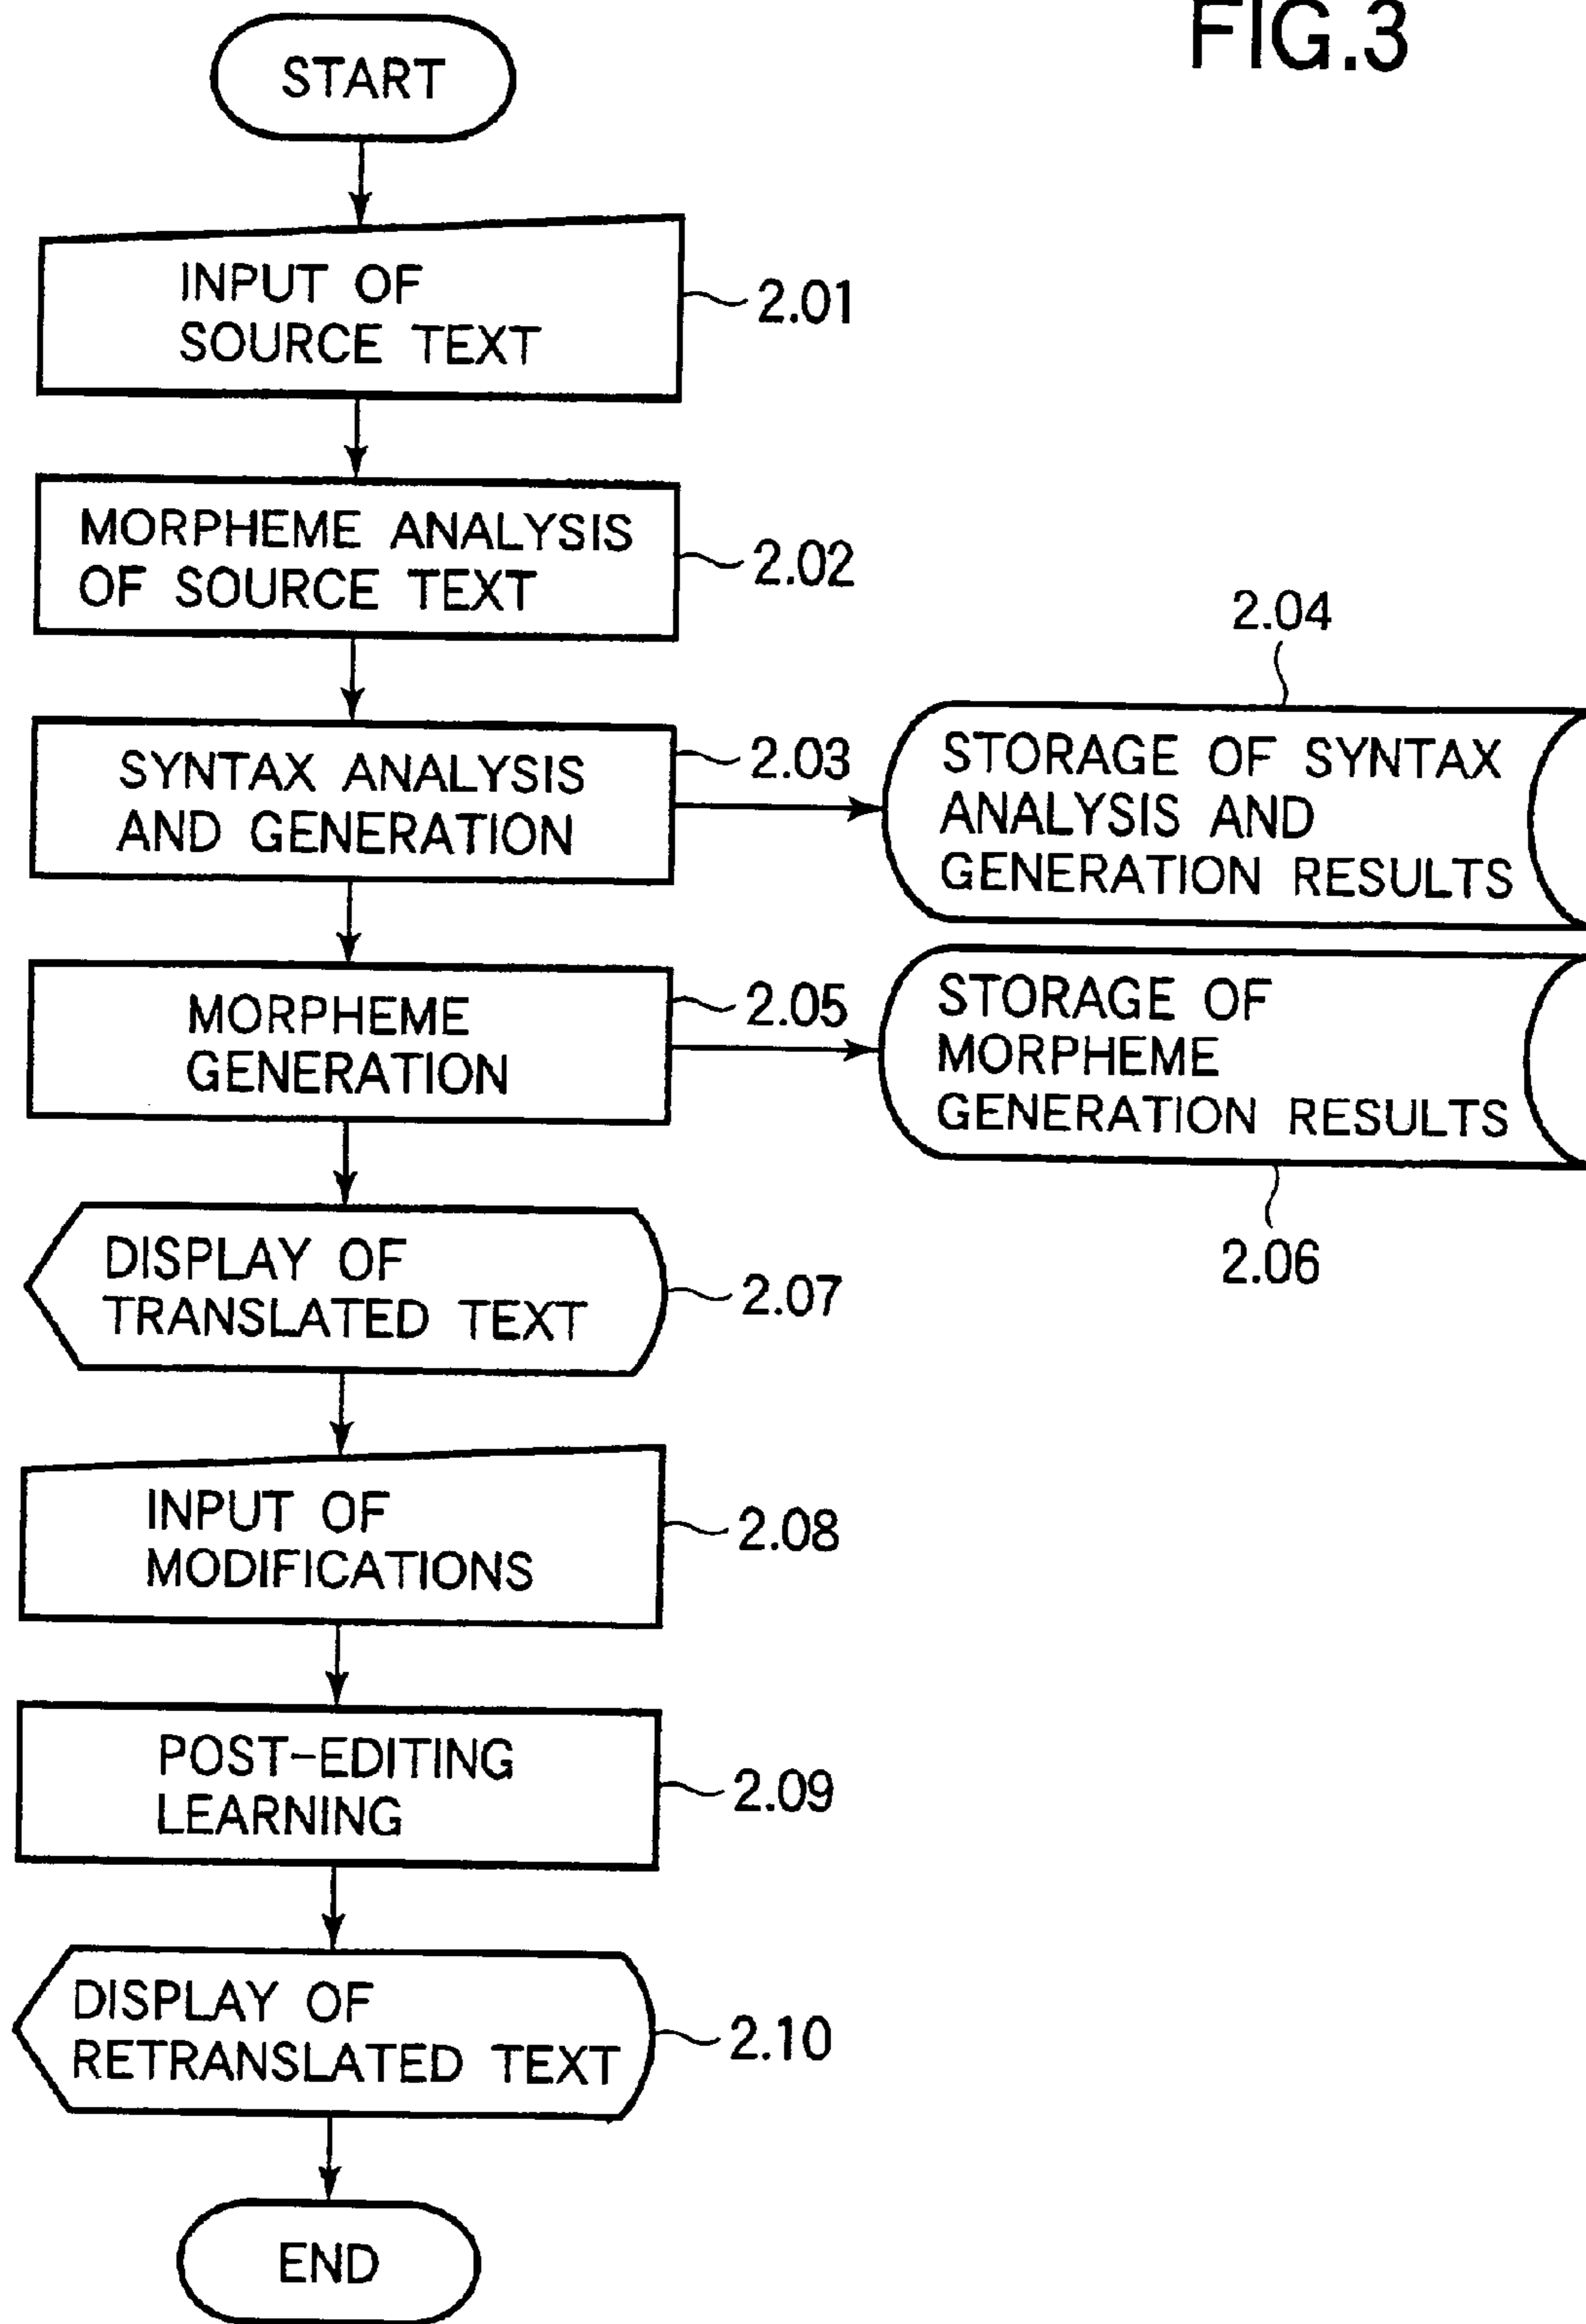 FIG.3
START
INPUT OF
SOURCE TEXT
2.01
MORPHEME ANALYSIS
OF SOURCE TEXT
2.02
SYNTAX ANALYSIS
AND GENERATION
2.03
2.04
STORAGE OF SYNTAX
ANALYSIS AND
GENERATION RESULTS
MORPHEME
GENERATION
2.05
STORAGE OF
MORPHEME
GENERATION RESULTS
2.06
DISPLAY OF
TRANSLATED TEXT
2.07
INPUT OF
MODIFICATIONS
2.08
POST-EDITING
LEARNING
2.09
DISPLAY OF
RETRANSLATED TEXT
2.10
END